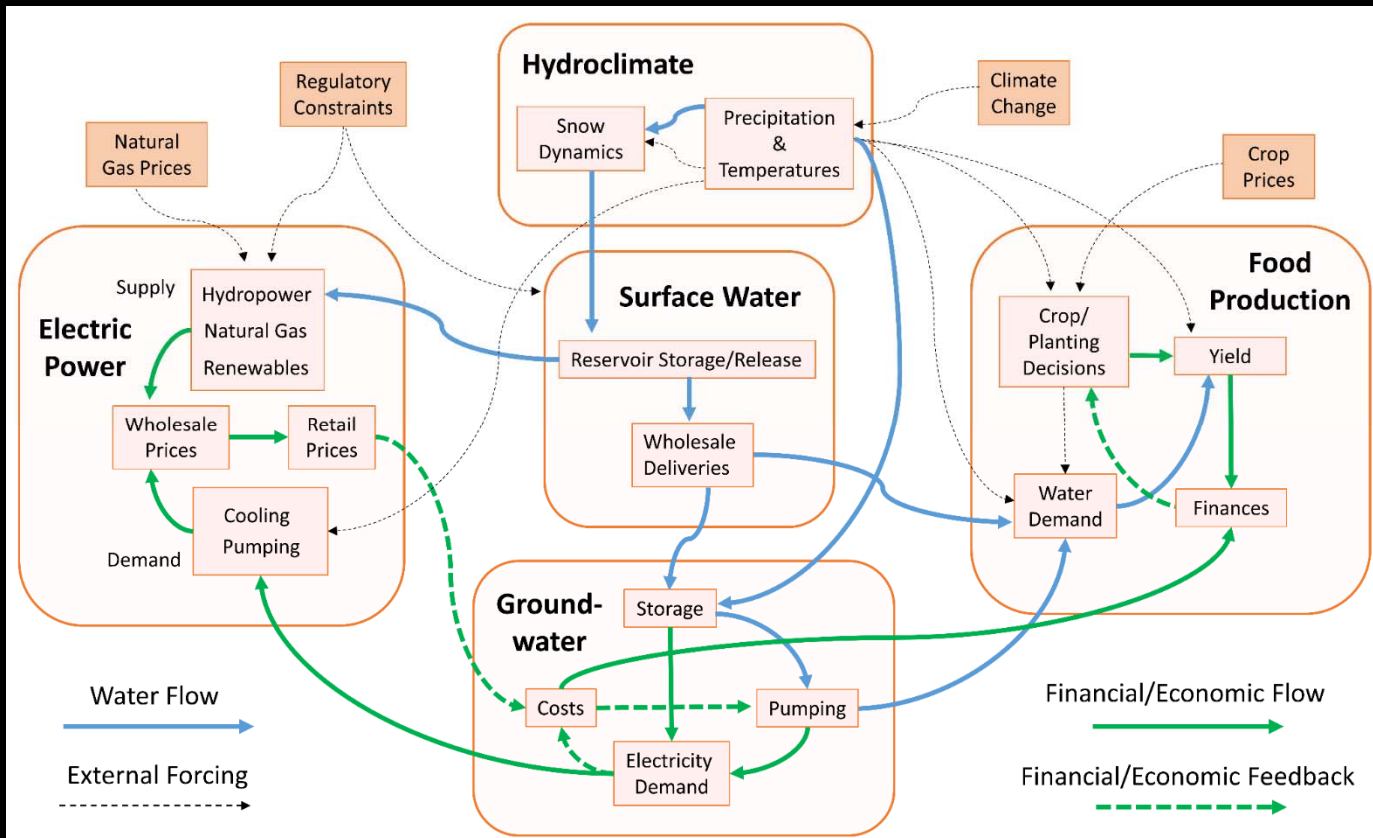 Hydroclimate
Snow
Dynamics
Precipitation
&
Temperatures
Regulatory
Constraints
Natural
Gas Prices
Climate
Change
Crop
Prices
Electric
Power
Supply
Hydropower
Natural Gas
Renewables
Wholesale
Prices
Retail
Prices
Cooling
Pumping
Demand
Surface Water
Reservoir Storage/Release
Wholesale
Deliveries
Food
Production
Crop/
Planting
Decisions
Yield
Water
Demand
Finances
Ground-
water
Storage
Costs
Pumping
Electricity
Demand
Water Flow
External Forcing
Financial/Economic Flow
Financial/Economic Feedback